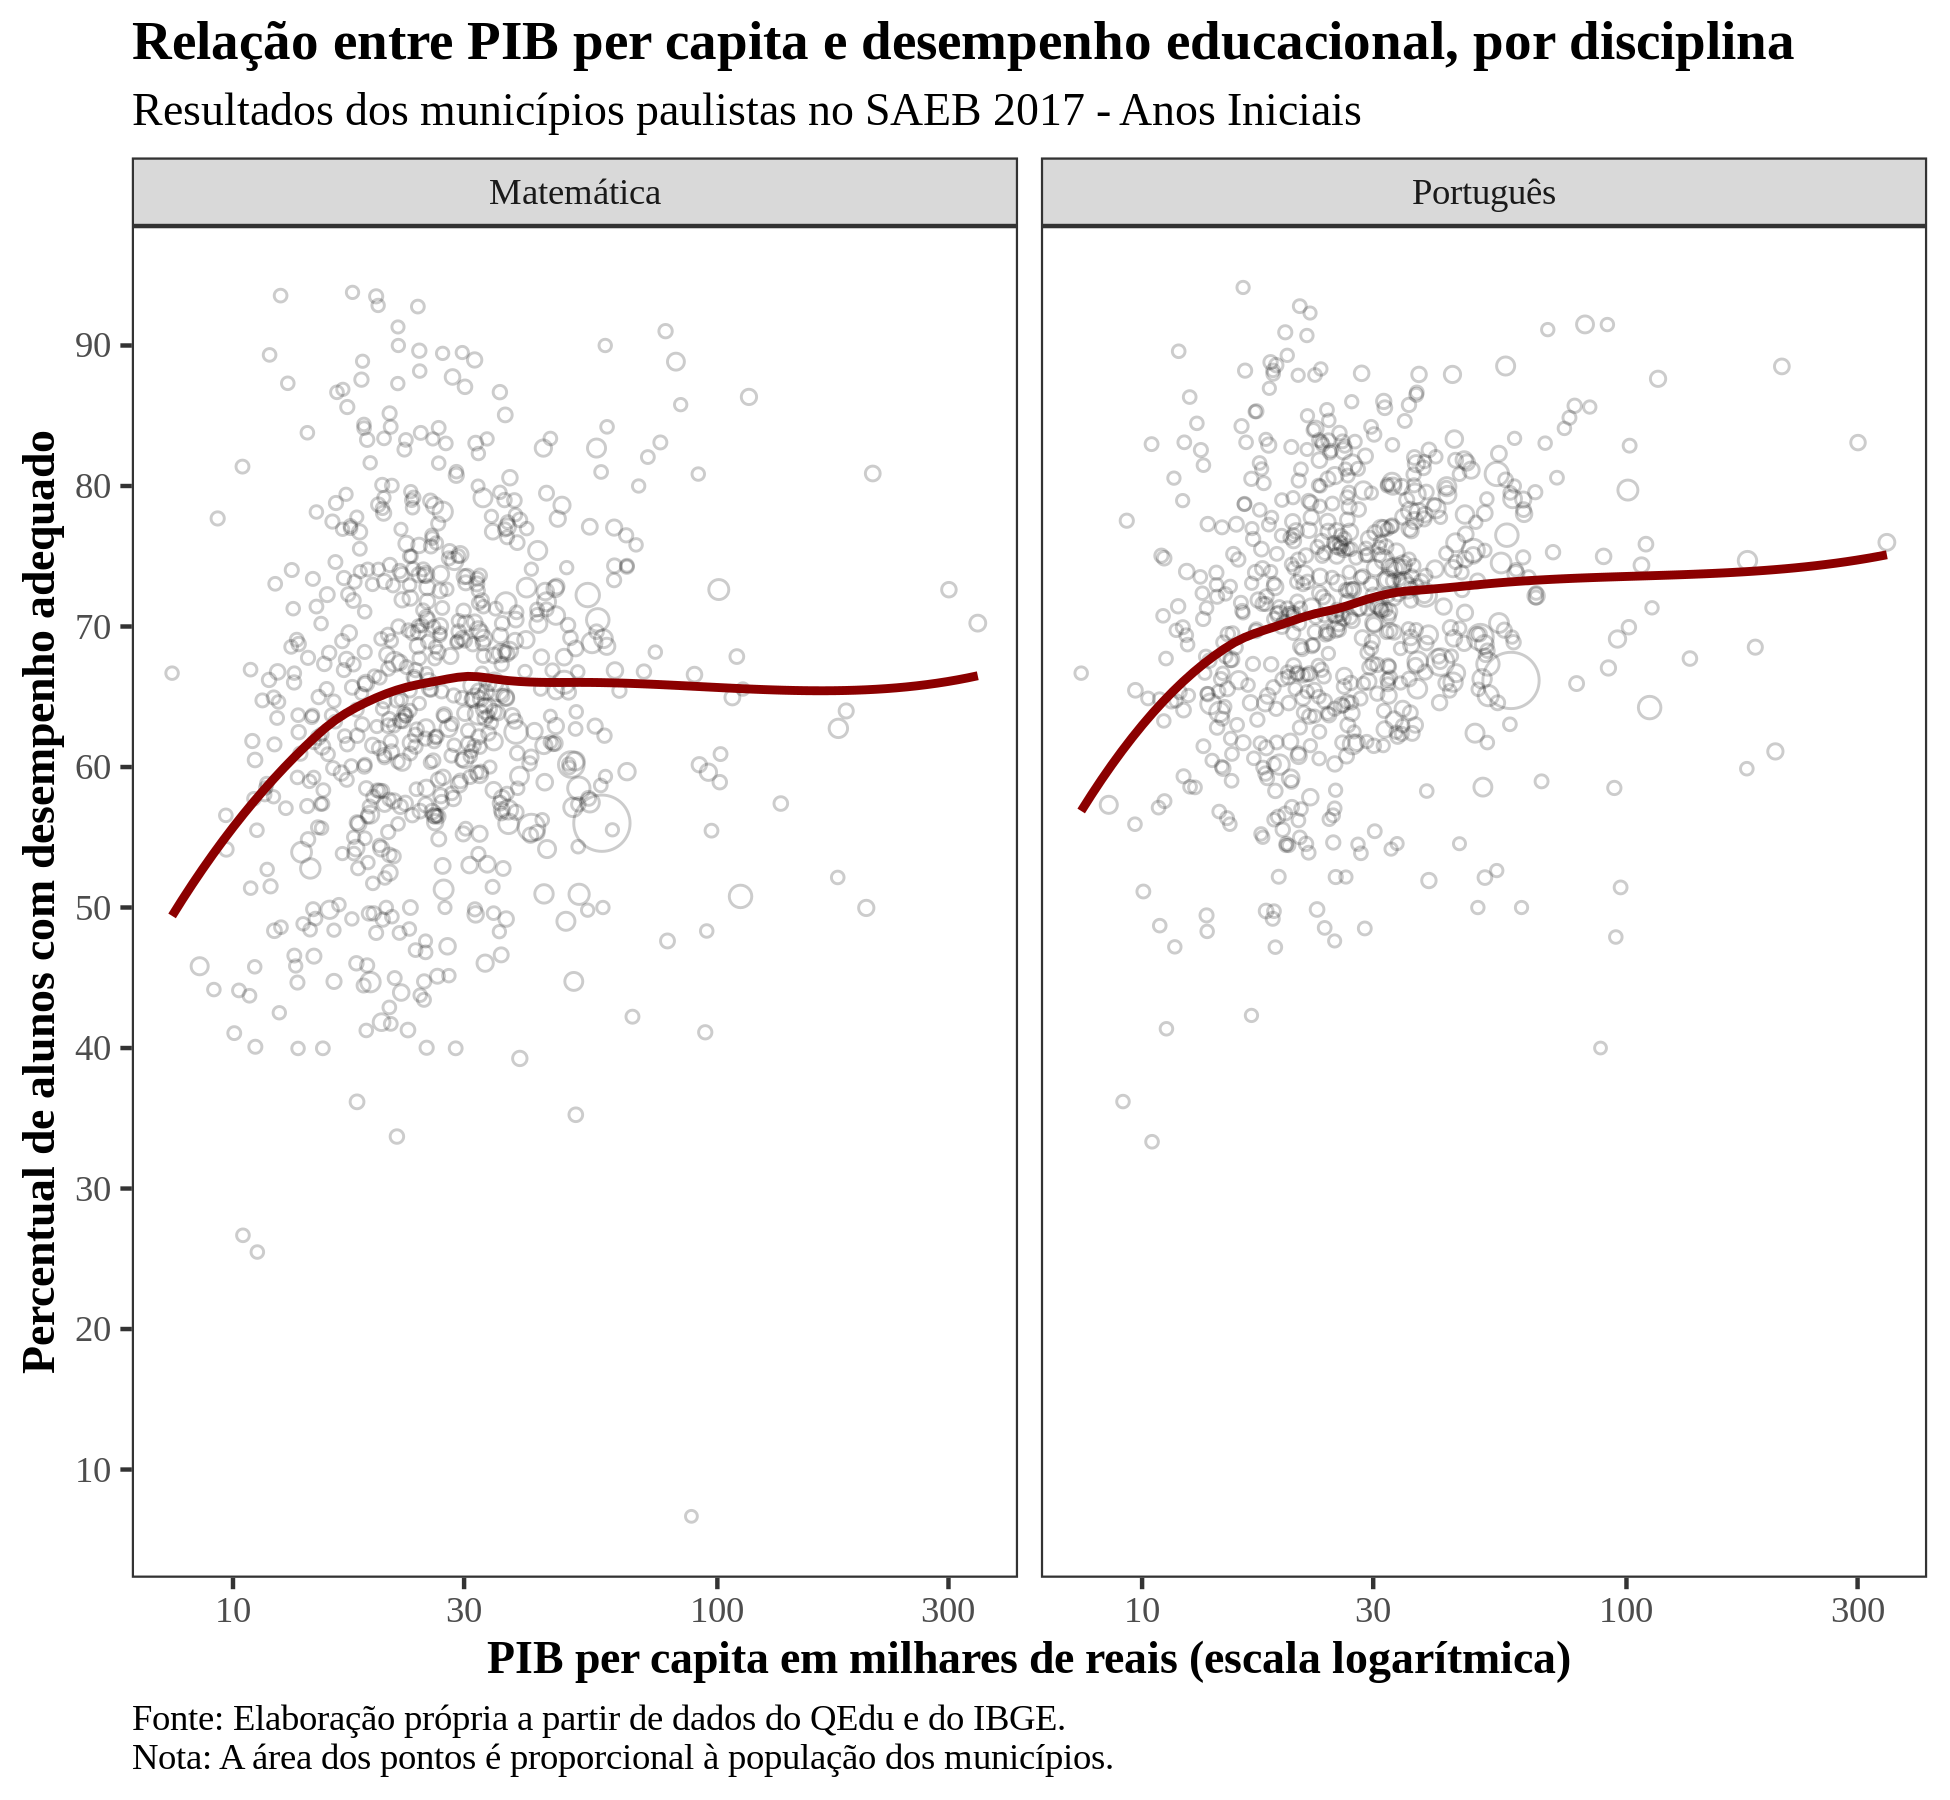 Relação entre PIB per capita e desempenho educacional, por disciplina
Resultados dos municípios paulistas no SAEB 2017 - Anos Iniciais
Matemática
Português
Percentual de alunos com desempenho adequado
90
80
70
60
50
40
30
20
10
10
30
100
300
10
30
100
300
PIB per capita em milhares de reais (escala logarítmica)
Fonte: Elaboração própria a partir de dados do QEdu e do IBGE.
Nota: A área dos pontos é proporcional à população dos municípios.